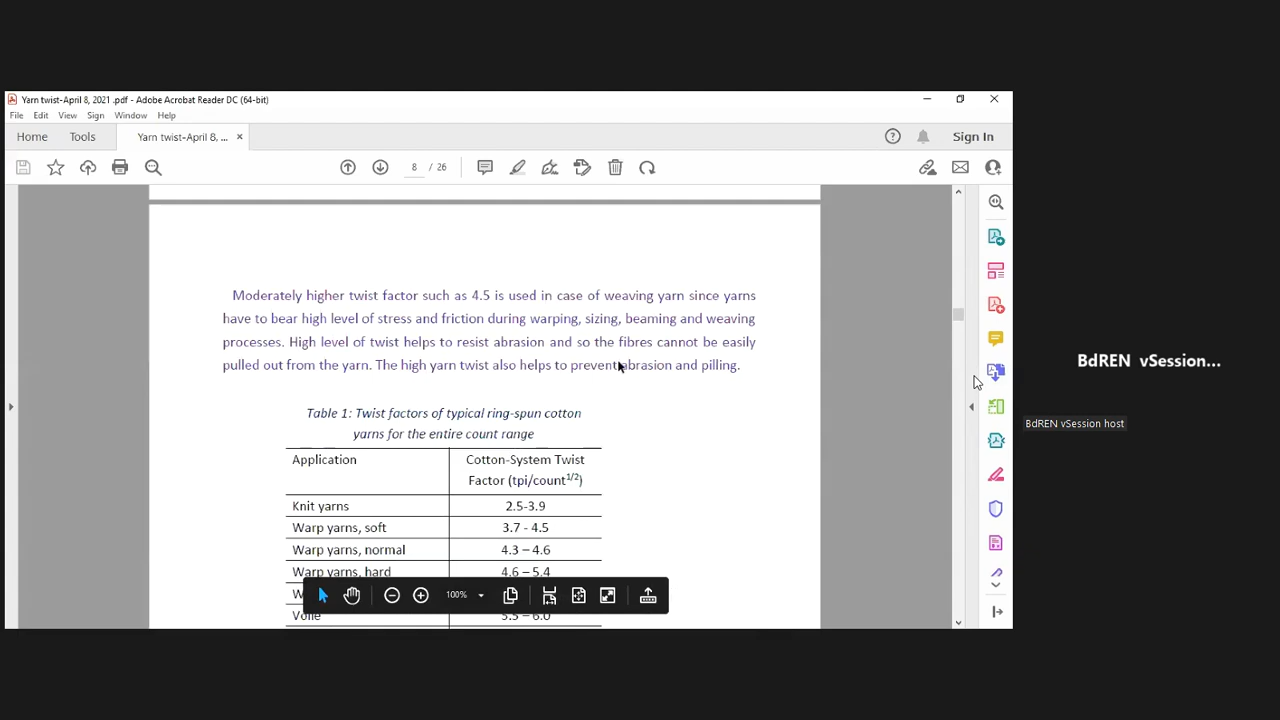 Yarn twist-April 8, 2021 .pdf - Adobe Acrobat Reader DC (64-bit)
File Edit View Sign Window Help
Home Tools Yarn twist-April 8, ... × Sign In
8 / 26
Moderately higher twist factor such as 4.5 is used in case of weaving yarn since yarns
have to bear high level of stress and friction during warping, sizing, beaming and weaving
processes. High level of twist helps to resist abrasion and so the fibres cannot be easily
pulled out from the yarn. The high yarn twist also helps to prevent abrasion and pilling.
Table 1: Twist factors of typical ring-spun cotton
yarns for the entire count range
Application Cotton-System Twist
Factor (tpi/count1/2)
Knit yarns 2.5-3.9
Warp yarns, soft 3.7 - 4.5
Warp yarns, normal 4.3 – 4.6
Warp yarns, hard 4.6 – 5.4
100%
Voile 5.5 – 6.0
BdREN vSession...
BdREN vSession host